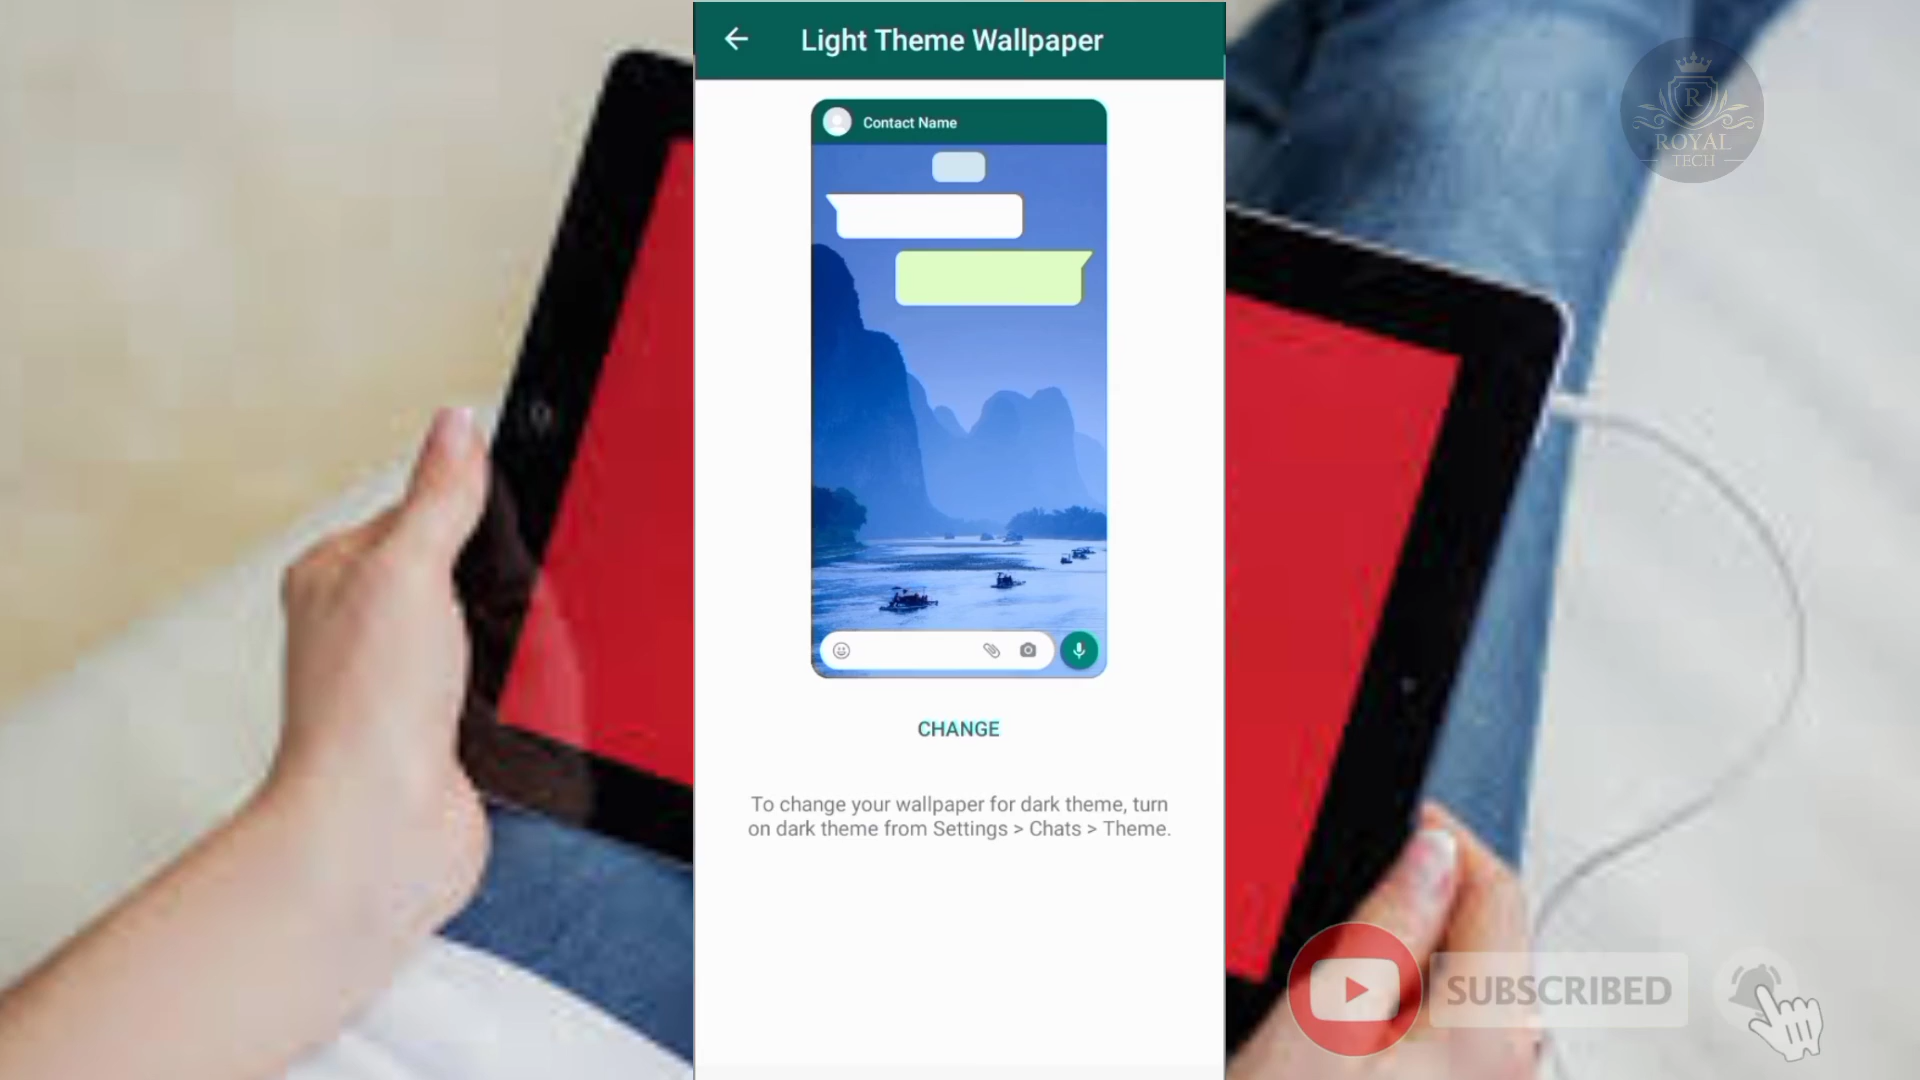 Light Theme Wallpaper
Contact Name
CHANGE
To change your wallpaper for dark theme, turn
on dark theme from Settings > Chats > Theme.
R
ROYAL
TECH
SUBSCRIBED